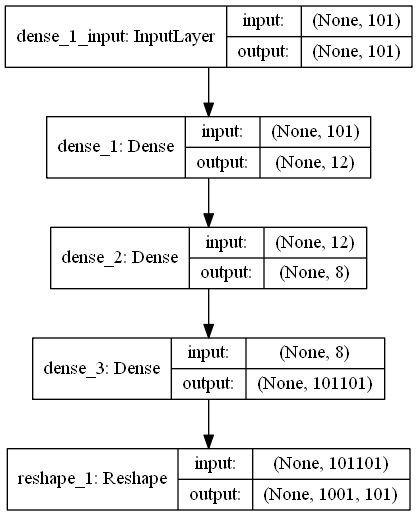 dense_1_input: InputLayer
input: (None, 101)
output: (None, 101)
dense_1: Dense
input: (None, 101)
output: (None, 12)
dense_2: Dense
input: (None, 12)
output: (None, 8)
dense_3: Dense
input: (None, 8)
output: (None, 101101)
reshape_1: Reshape
input: (None, 101101)
output: (None, 1001, 101)